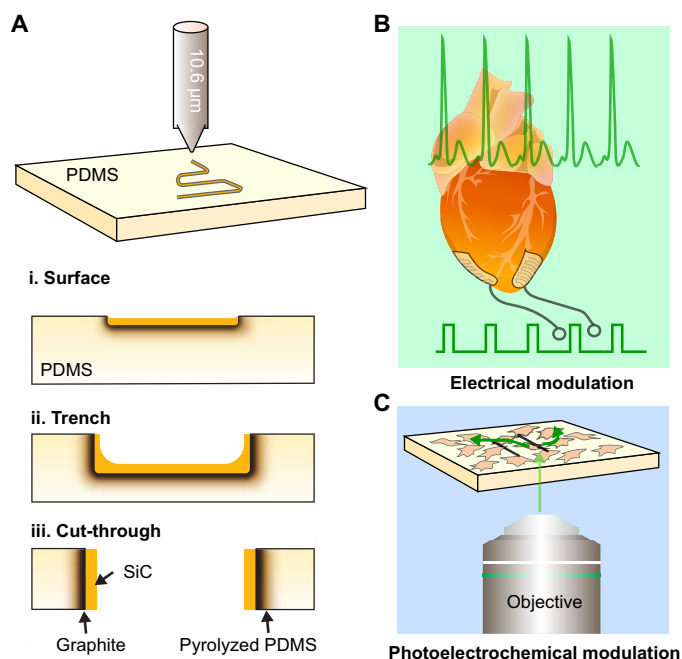 A
10.6 µm
PDMS
i. Surface
PDMS
ii. Trench
iii. Cut-through
SiC
Graphite
Pyrolyzed PDMS
B
Electrical modulation
C
Objective
Photoelectrochemical modulation